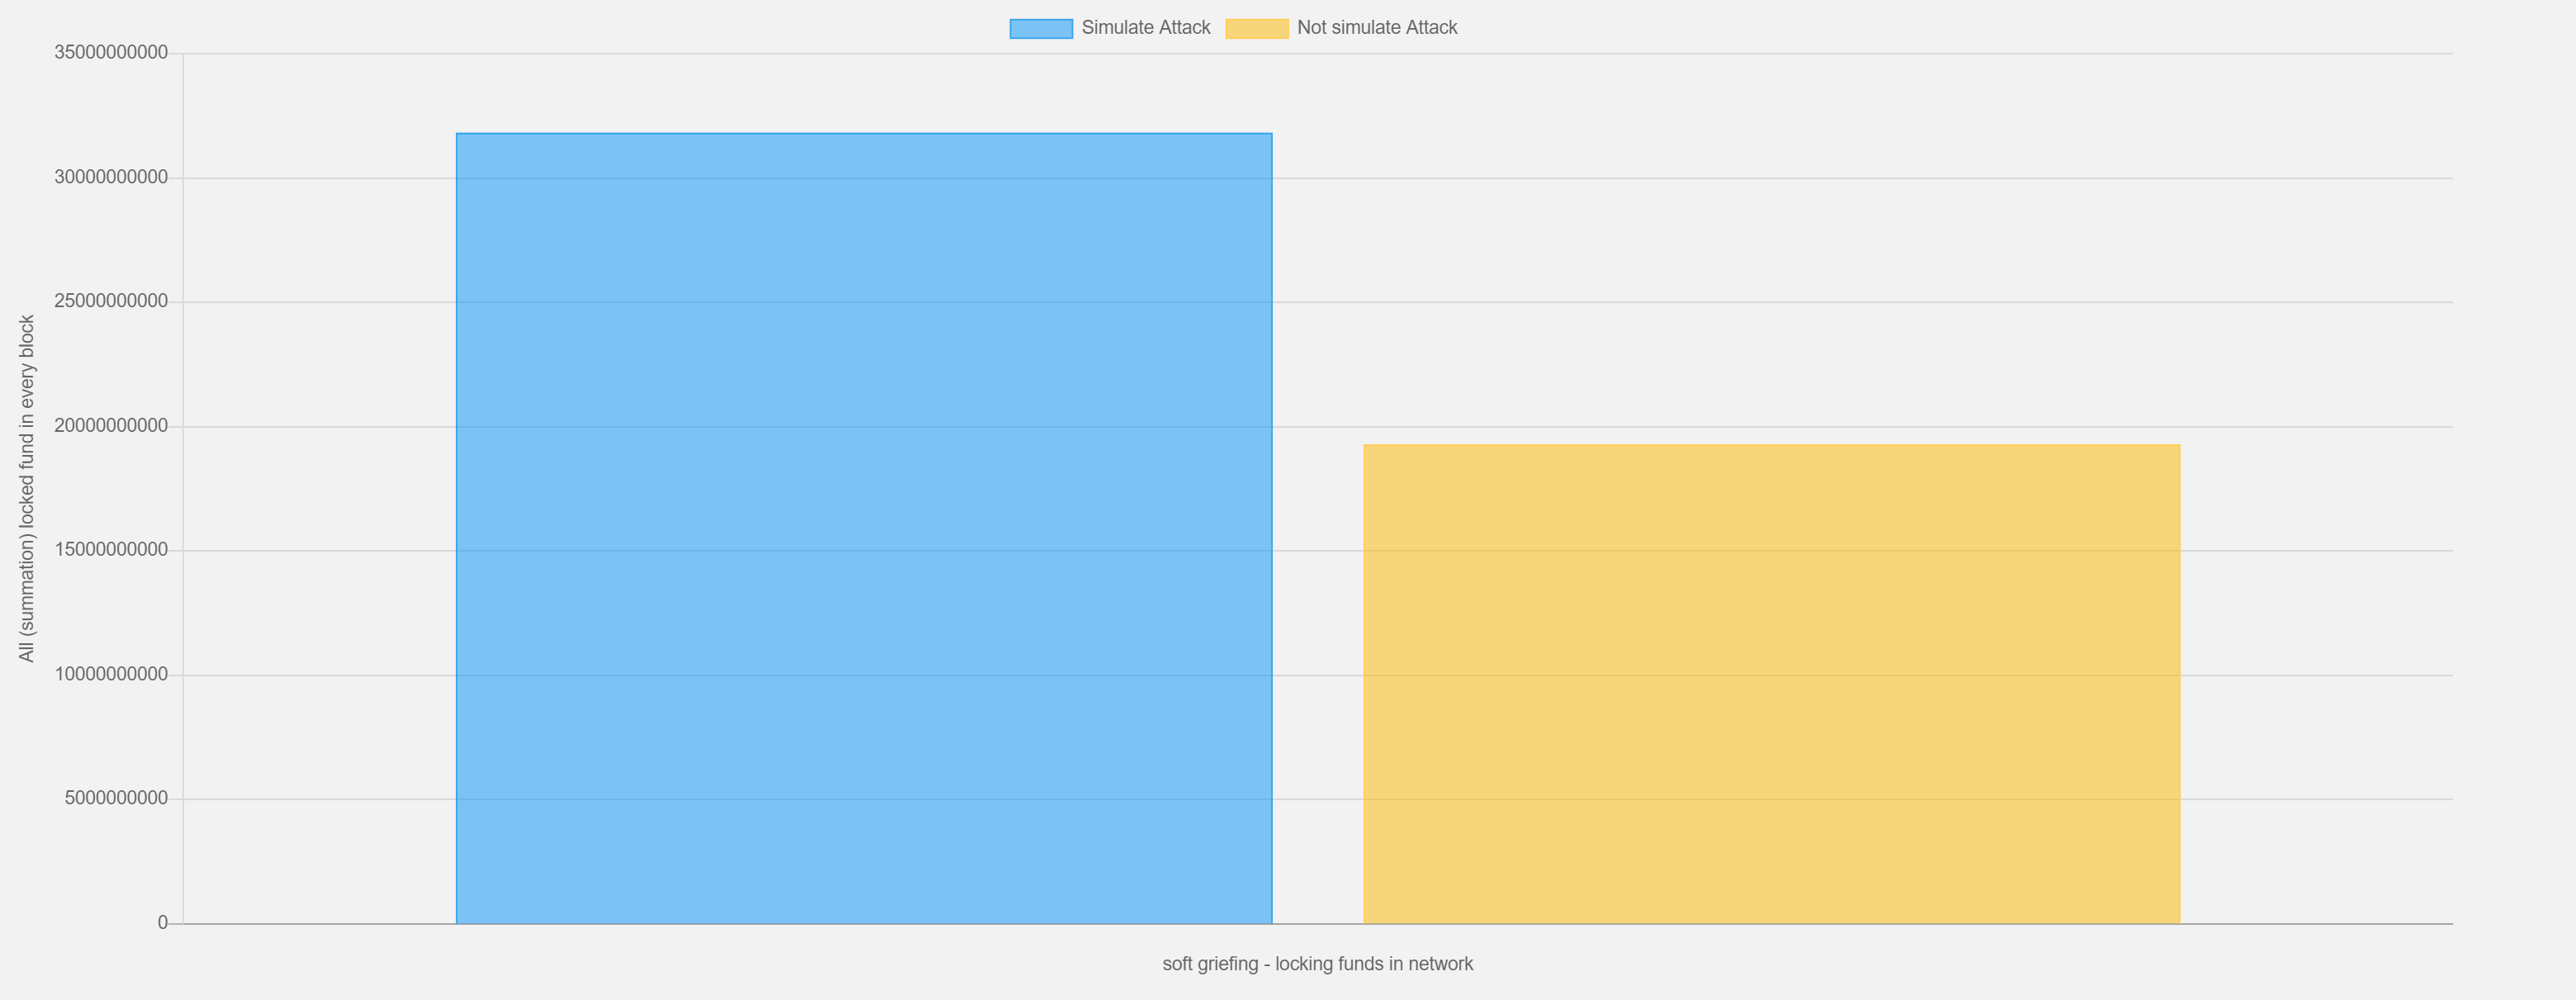 Simulate Attack Not simulate Attack
35000000000
30000000000
25000000000
20000000000
15000000000
10000000000
5000000000
0
All (summation) locked fund in every block
soft griefing - locking funds in network